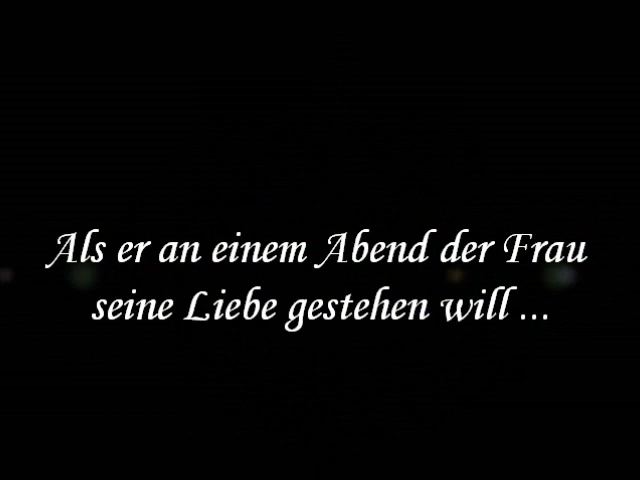 Als er an einem Abend der Frau
seine Liebe gestehen will ...